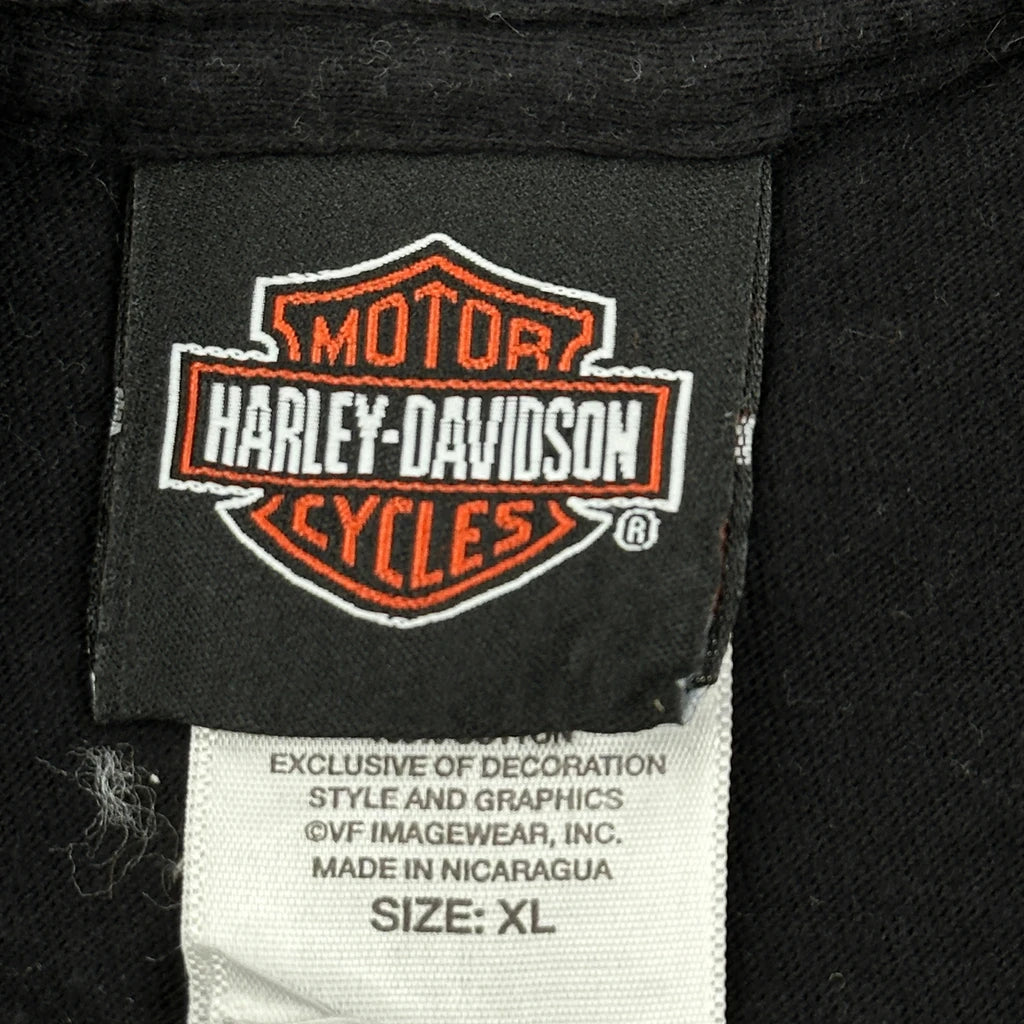 MOTOR
HARLEY-DAVIDSON
CYCLES
®
EXCLUSIVE OF DECORATION
STYLE AND GRAPHICS
©VF IMAGEWEAR, INC.
MADE IN NICARAGUA
SIZE: XL